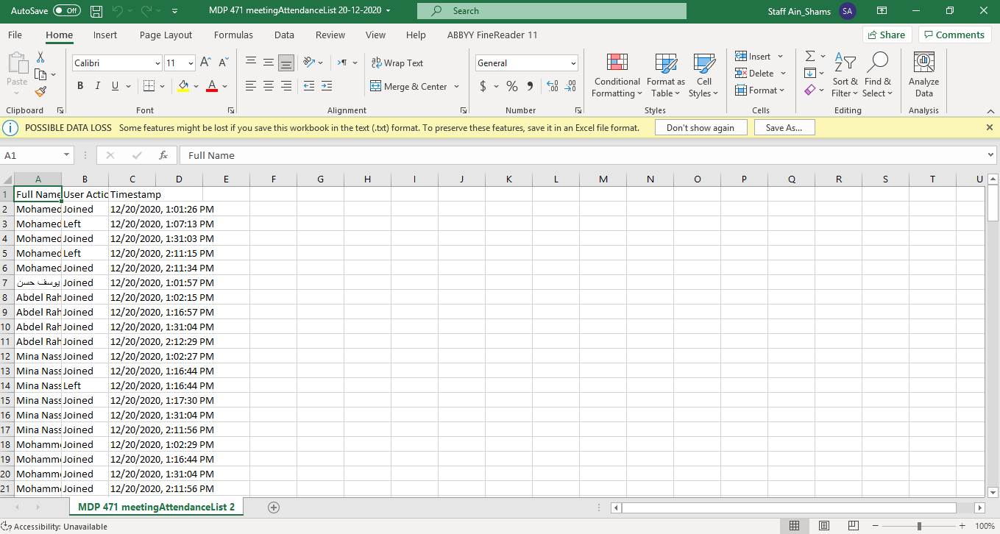 AutoSave Off MDP 471 meetingAttendanceList 20-12-2020 Search Staff Ain_Shams SA
File Home Insert Page Layout Formulas Data Review View Help ABBYY FineReader 11 Share Comments
Paste
Calibri 11
B I U A
ab Wrap Text
Merge & Center
General
$ % 9
Conditional Formatting
Format as Table
Cell Styles
Insert
Delete
Format
Sort & Filter
Find & Select
Analyze Data
Clipboard Font Alignment Number Styles Cells Editing Analysis
POSSIBLE DATA LOSS Some features might be lost if you save this workbook in the text (.txt) format. To preserve these features, save it in an Excel file format. Don't show again Save As...
A1 fx Full Name
A B C D E F G H I J K L M N O P Q R S T U
1 Full Name User Actio Timestamp
2 Mohamed Joined 12/20/2020, 1:01:26 PM
3 Mohamed Left 12/20/2020, 1:07:13 PM
4 Mohamed Joined 12/20/2020, 1:31:03 PM
5 Mohamed Left 12/20/2020, 2:11:15 PM
6 Mohamed Joined 12/20/2020, 2:11:34 PM
7 يوسف حسن Joined 12/20/2020, 1:01:57 PM
8 Abdel Rah Joined 12/20/2020, 1:02:15 PM
9 Abdel Rah Joined 12/20/2020, 1:16:57 PM
10 Abdel Rah Joined 12/20/2020, 1:31:04 PM
11 Abdel Rah Joined 12/20/2020, 2:12:29 PM
12 Mina Nass Joined 12/20/2020, 1:02:27 PM
13 Mina Nass Joined 12/20/2020, 1:16:44 PM
14 Mina Nass Left 12/20/2020, 1:16:44 PM
15 Mina Nass Joined 12/20/2020, 1:17:30 PM
16 Mina Nass Joined 12/20/2020, 1:31:04 PM
17 Mina Nass Joined 12/20/2020, 2:11:56 PM
18 Mohamme Joined 12/20/2020, 1:02:29 PM
19 Mohamme Joined 12/20/2020, 1:16:44 PM
20 Mohamme Joined 12/20/2020, 1:31:04 PM
21 Mohamme Joined 12/20/2020, 2:11:56 PM
MDP 471 meetingAttendanceList 2
Accessibility: Unavailable 100%